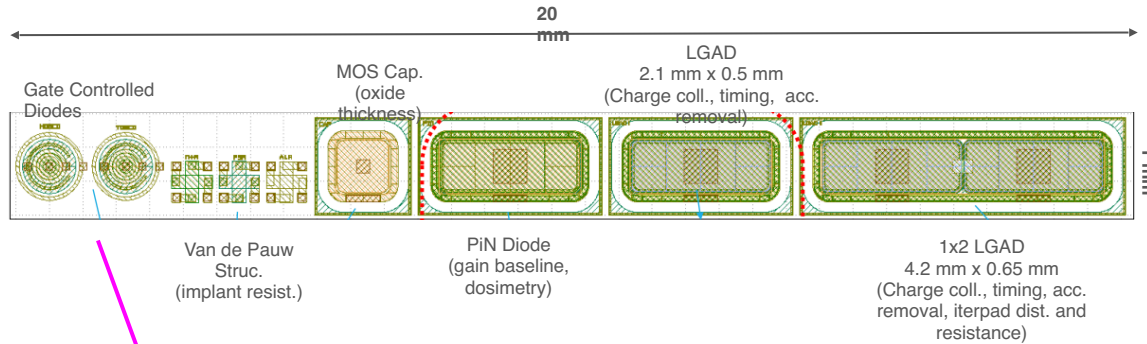 20
mm
Gate Controlled
Diodes
MOS Cap.
(oxide
thickness)
LGAD
2.1 mm x 0.5 mm
(Charge coll., timing, acc.
removal)
Van de Pauw
Struc.
(implant resist.)
PiN Diode
(gain baseline,
dosimetry)
1x2 LGAD
4.2 mm x 0.65 mm
(Charge coll., timing, acc.
removal, iterpad dist. and
resistance)